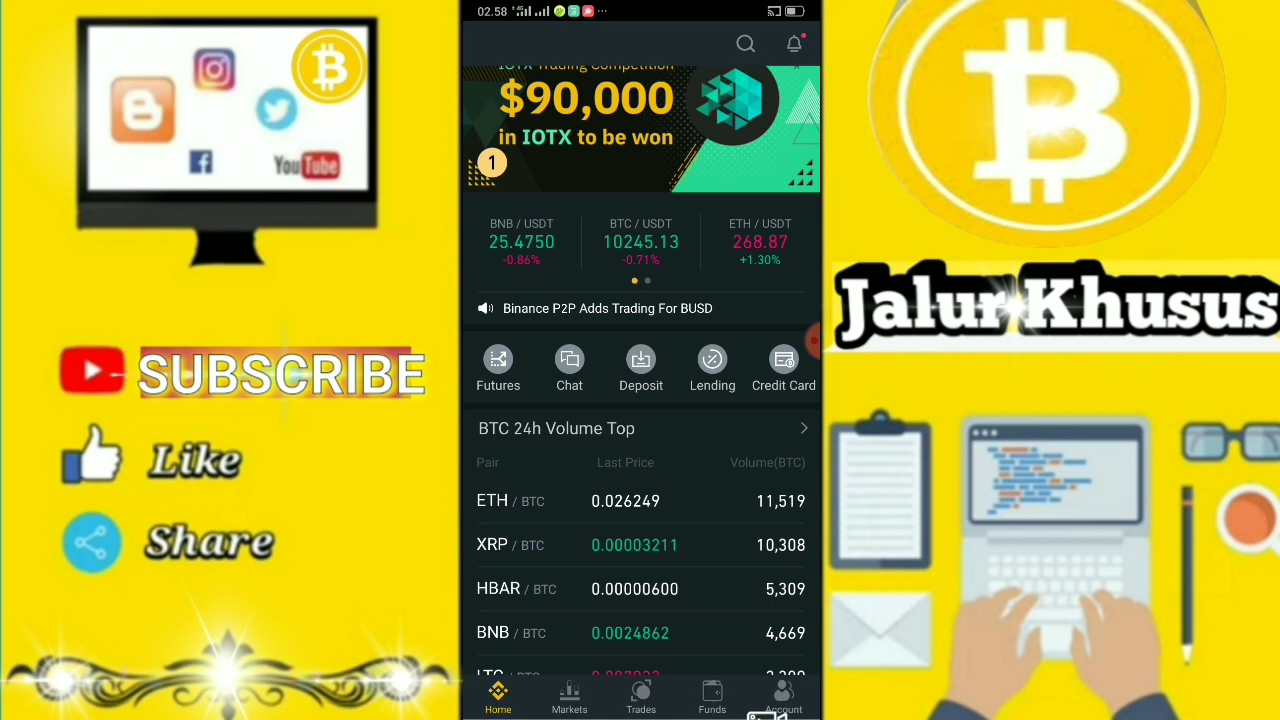 YouTube
SUBSCRIBE
Like
Share
02.58
IOTX Trading Competition
$90,000
in IOTX to be won
1
BNB / USDT BTC / USDT ETH / USDT
25.4750 10245.13 268.87
-0.86% -0.71% +1.30%
Binance P2P Adds Trading For BUSD
Futures Chat Deposit Lending Credit Card
BTC 24h Volume Top
Pair Last Price Volume(BTC)
ETH / BTC 0.026249 11,519
XRP / BTC 0.00003211 10,308
HBAR / BTC 0.00000600 5,309
BNB / BTC 0.0024862 4,669
Home Markets Trades Funds Account
Jalur Khusus